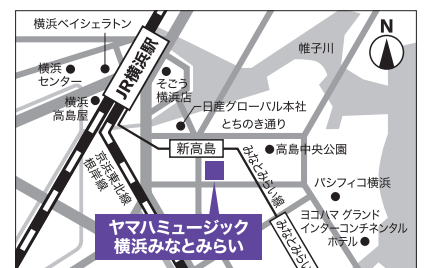 横浜ベイシェラトン
N
帷子川
JR横浜駅
横浜
センター
そごう
横浜店
横浜
高島屋
日産グローバル本社
とちのき通り
新高島
高島中央公園
京浜東北線
根岸線
みなとみらい線
パシフィコ横浜
ヤマハミュージック
横浜みなとみらい
ヨコハマ グランド
インターコンチネンタル
ホテル
みなとみらい